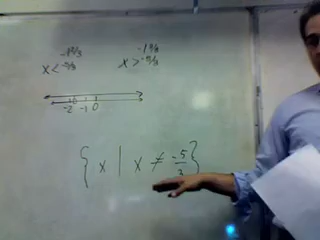 x < -5/3 x > -5/3
-2 -1 0
{ x | x ≠ -5/3 }